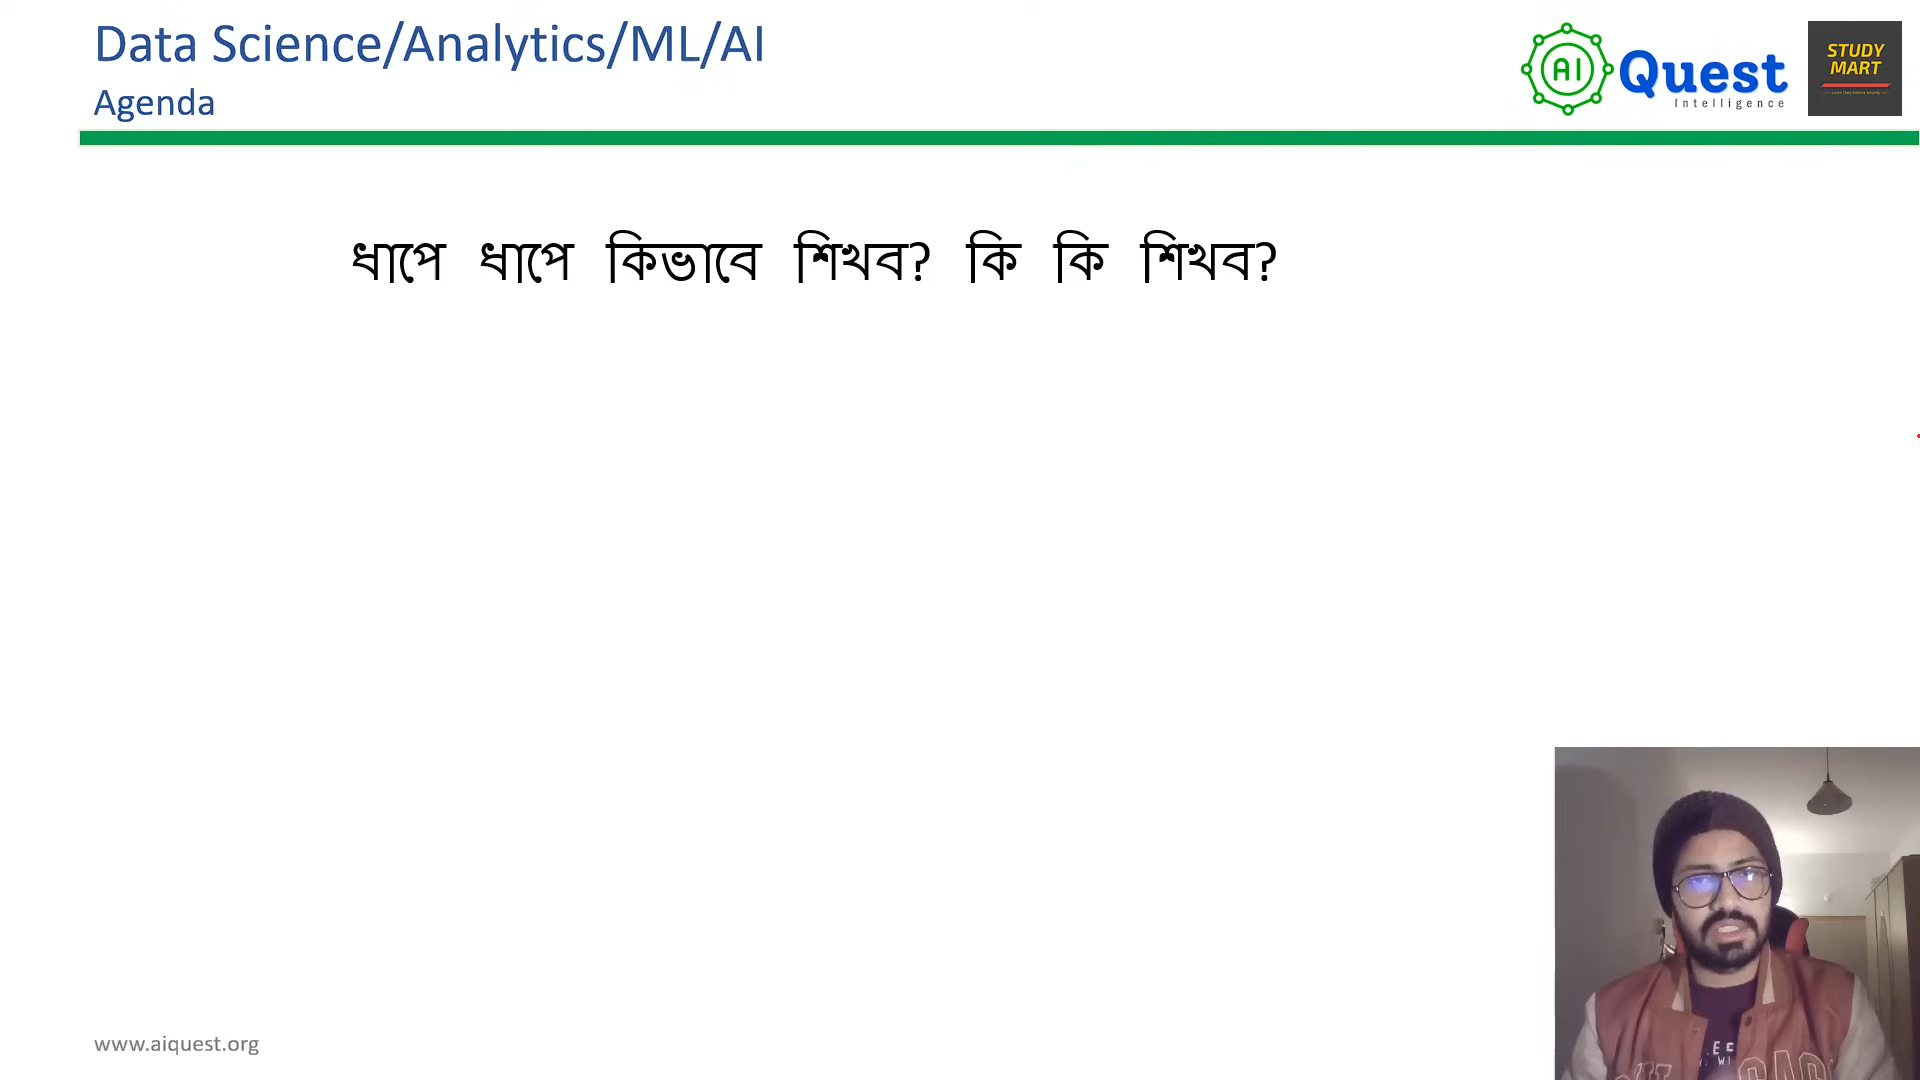 Data Science/Analytics/ML/AI
Agenda
AI Quest
Intelligence
STUDY
MART
ধাপে ধাপে কিভাবে শিখব? কি কি শিখব?
www.aiquest.org